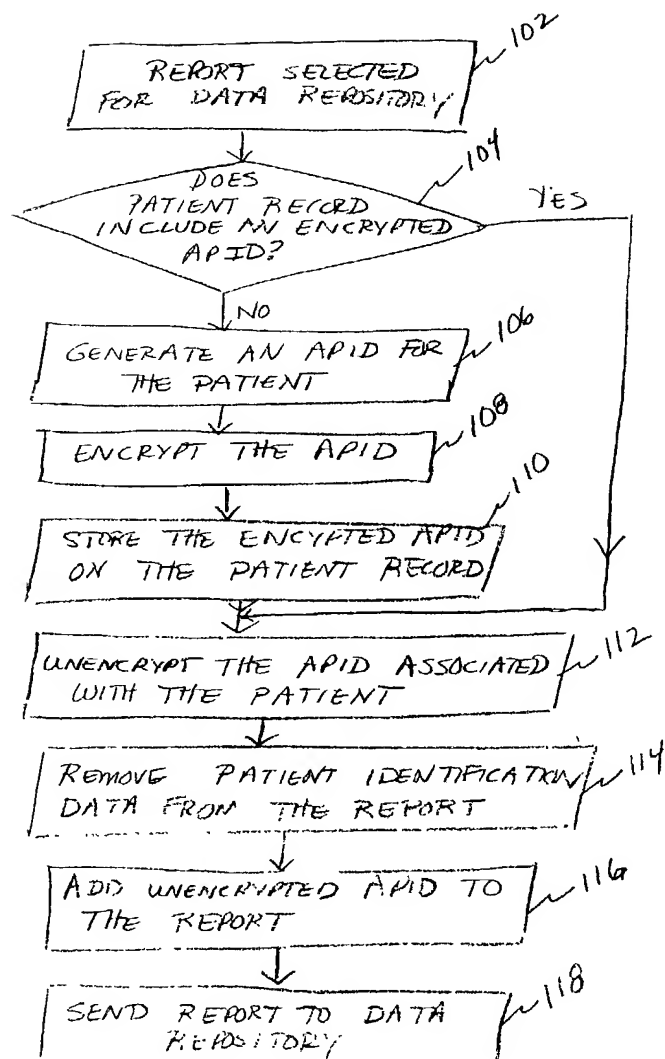 102
REPORT SELECTED
FOR DATA REPOSITORY
104
DOES
PATIENT RECORD
INCLUDE AN ENCRYPTED
APID?
YES
NO
106
GENERATE AN APID FOR
THE PATIENT
108
ENCRYPT THE APID
110
STORE THE ENCYPTED APID
ON THE PATIENT RECORD
112
UNENCRYPT THE APID ASSOCIATED
WITH THE PATIENT
114
REMOVE PATIENT IDENTIFICATION
DATA FROM THE REPORT
116a
ADD UNENCRYPTED APID TO
THE REPORT
118
SEND REPORT TO DATA
REPOSITORY